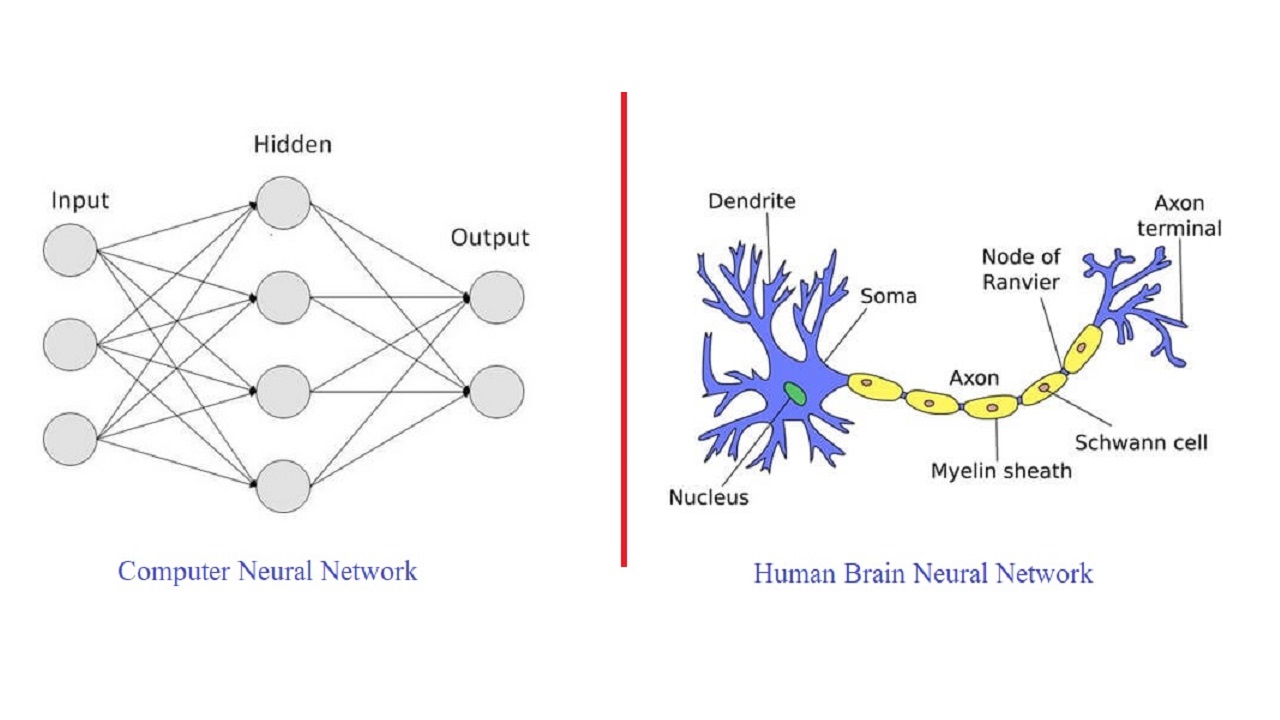 Hidden
Input
Output
Computer Neural Network
Dendrite
Axon
terminal
Node of
Ranvier
Soma
Axon
Schwann cell
Myelin sheath
Nucleus
Human Brain Neural Network